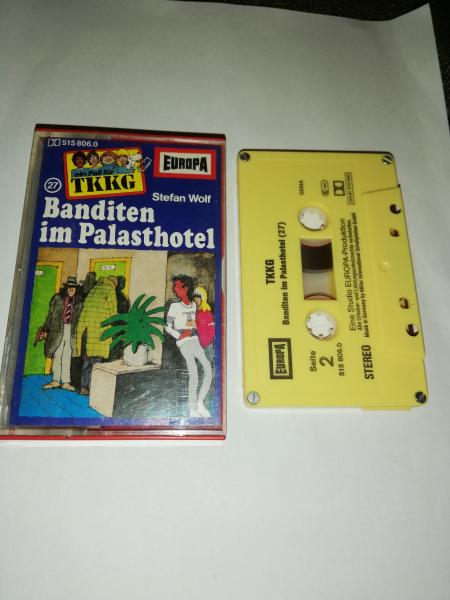 515 806.0
ein Fall für
TKKG
EUROPA
27
Stefan Wolf
Banditen
im Palasthotel
GEMA
TKKG
Banditen im Palasthotel (27)
EUROPA
Seite
2
515 806.0
STEREO
Eine Studio EUROPA-Produktion